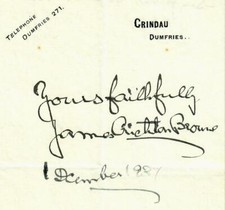 TELEPHONE
DUMFRIES 271.
CRINDAU
DUMFRIES.
Yours faithfully
James Crichton Browne
1 December 1927